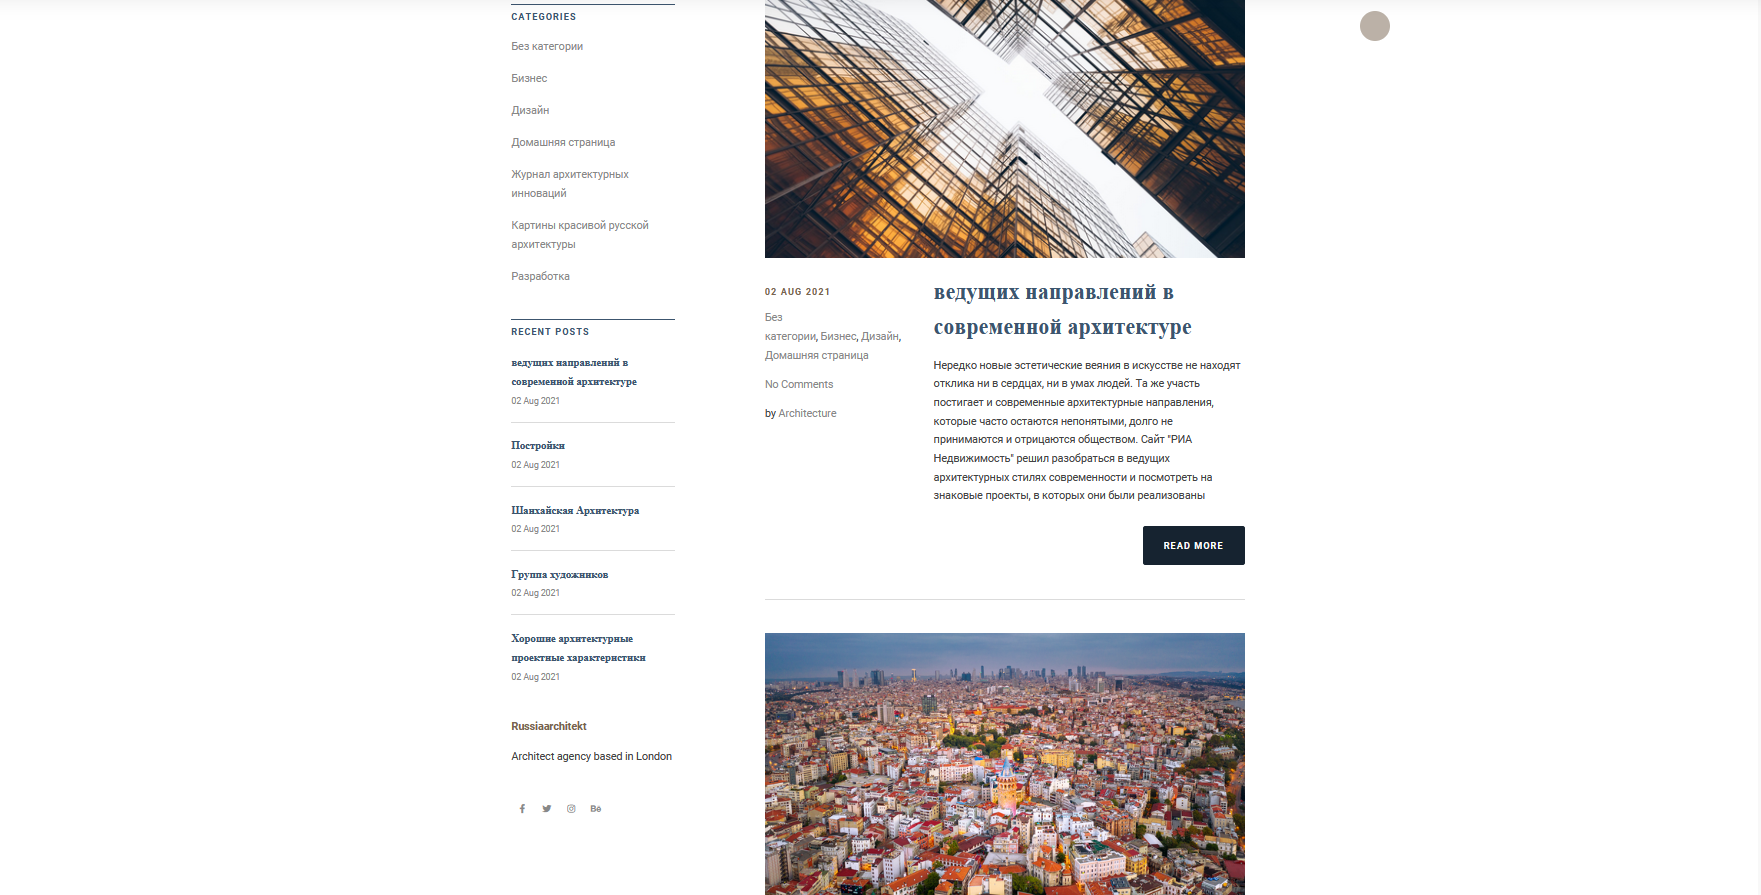 CATEGORIES
Без категории
Бизнес
Дизайн
Домашняя страница
Журнал архитектурных
инноваций
Картины красивой русской
архитектуры
Разработка
RECENT POSTS
ведущих направлений в
современной архитектуре
02 Aug 2021
Постройки
02 Aug 2021
Шанхайская Архитектура
02 Aug 2021
Группа художников
02 Aug 2021
Хорошие архитектурные
проектные характеристики
02 Aug 2021
Russiaarchitekt
Architect agency based in London
02 AUG 2021
Без
категории, Бизнес, Дизайн,
Домашняя страница
No Comments
by Architecture
ведущих направлений в
современной архитектуре
Нередко новые эстетические веяния в искусстве не находят
отклика ни в сердцах, ни в умах людей. Та же участь
постигает и современные архитектурные направления,
которые часто остаются непонятыми, долго не
принимаются и отрицаются обществом. Сайт "РИА
Недвижимость" решил разобраться в ведущих
архитектурных стилях современности и посмотреть на
знаковые проекты, в которых они были реализованы
READ MORE